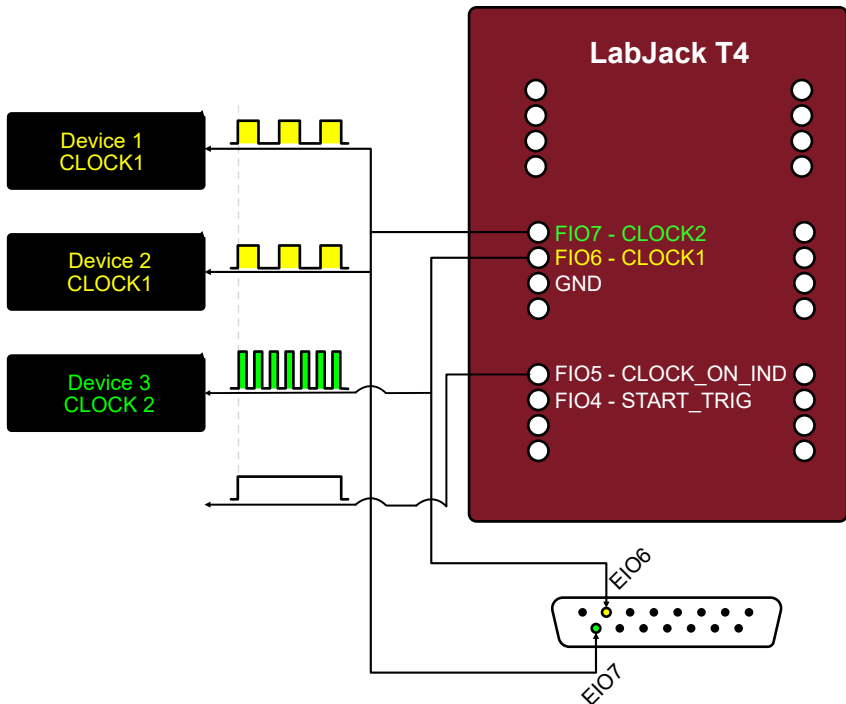 LabJack T4
Device 1
CLOCK1
FIO7 - CLOCK2
FIO6 - CLOCK1
GND
Device 2
CLOCK1
Device 3
CLOCK 2
FIO5 - CLOCK_ON_IND
FIO4 - START_TRIG
EIO6
EIO7